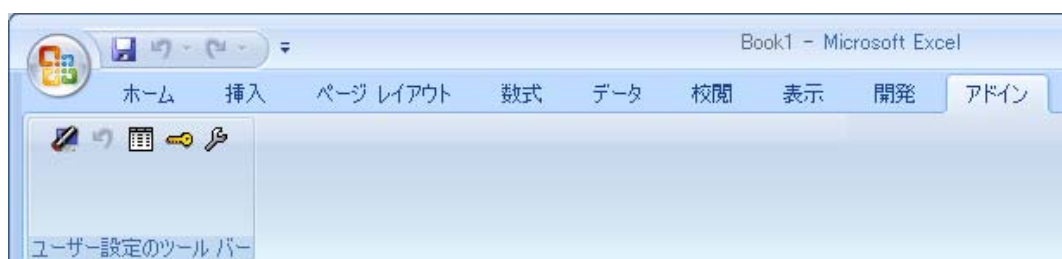 Book1 - Microsoft Excel
ホーム 挿入 ページ レイアウト 数式 データ 校閲 表示 開発 アドイン
ユーザー設定のツール バー